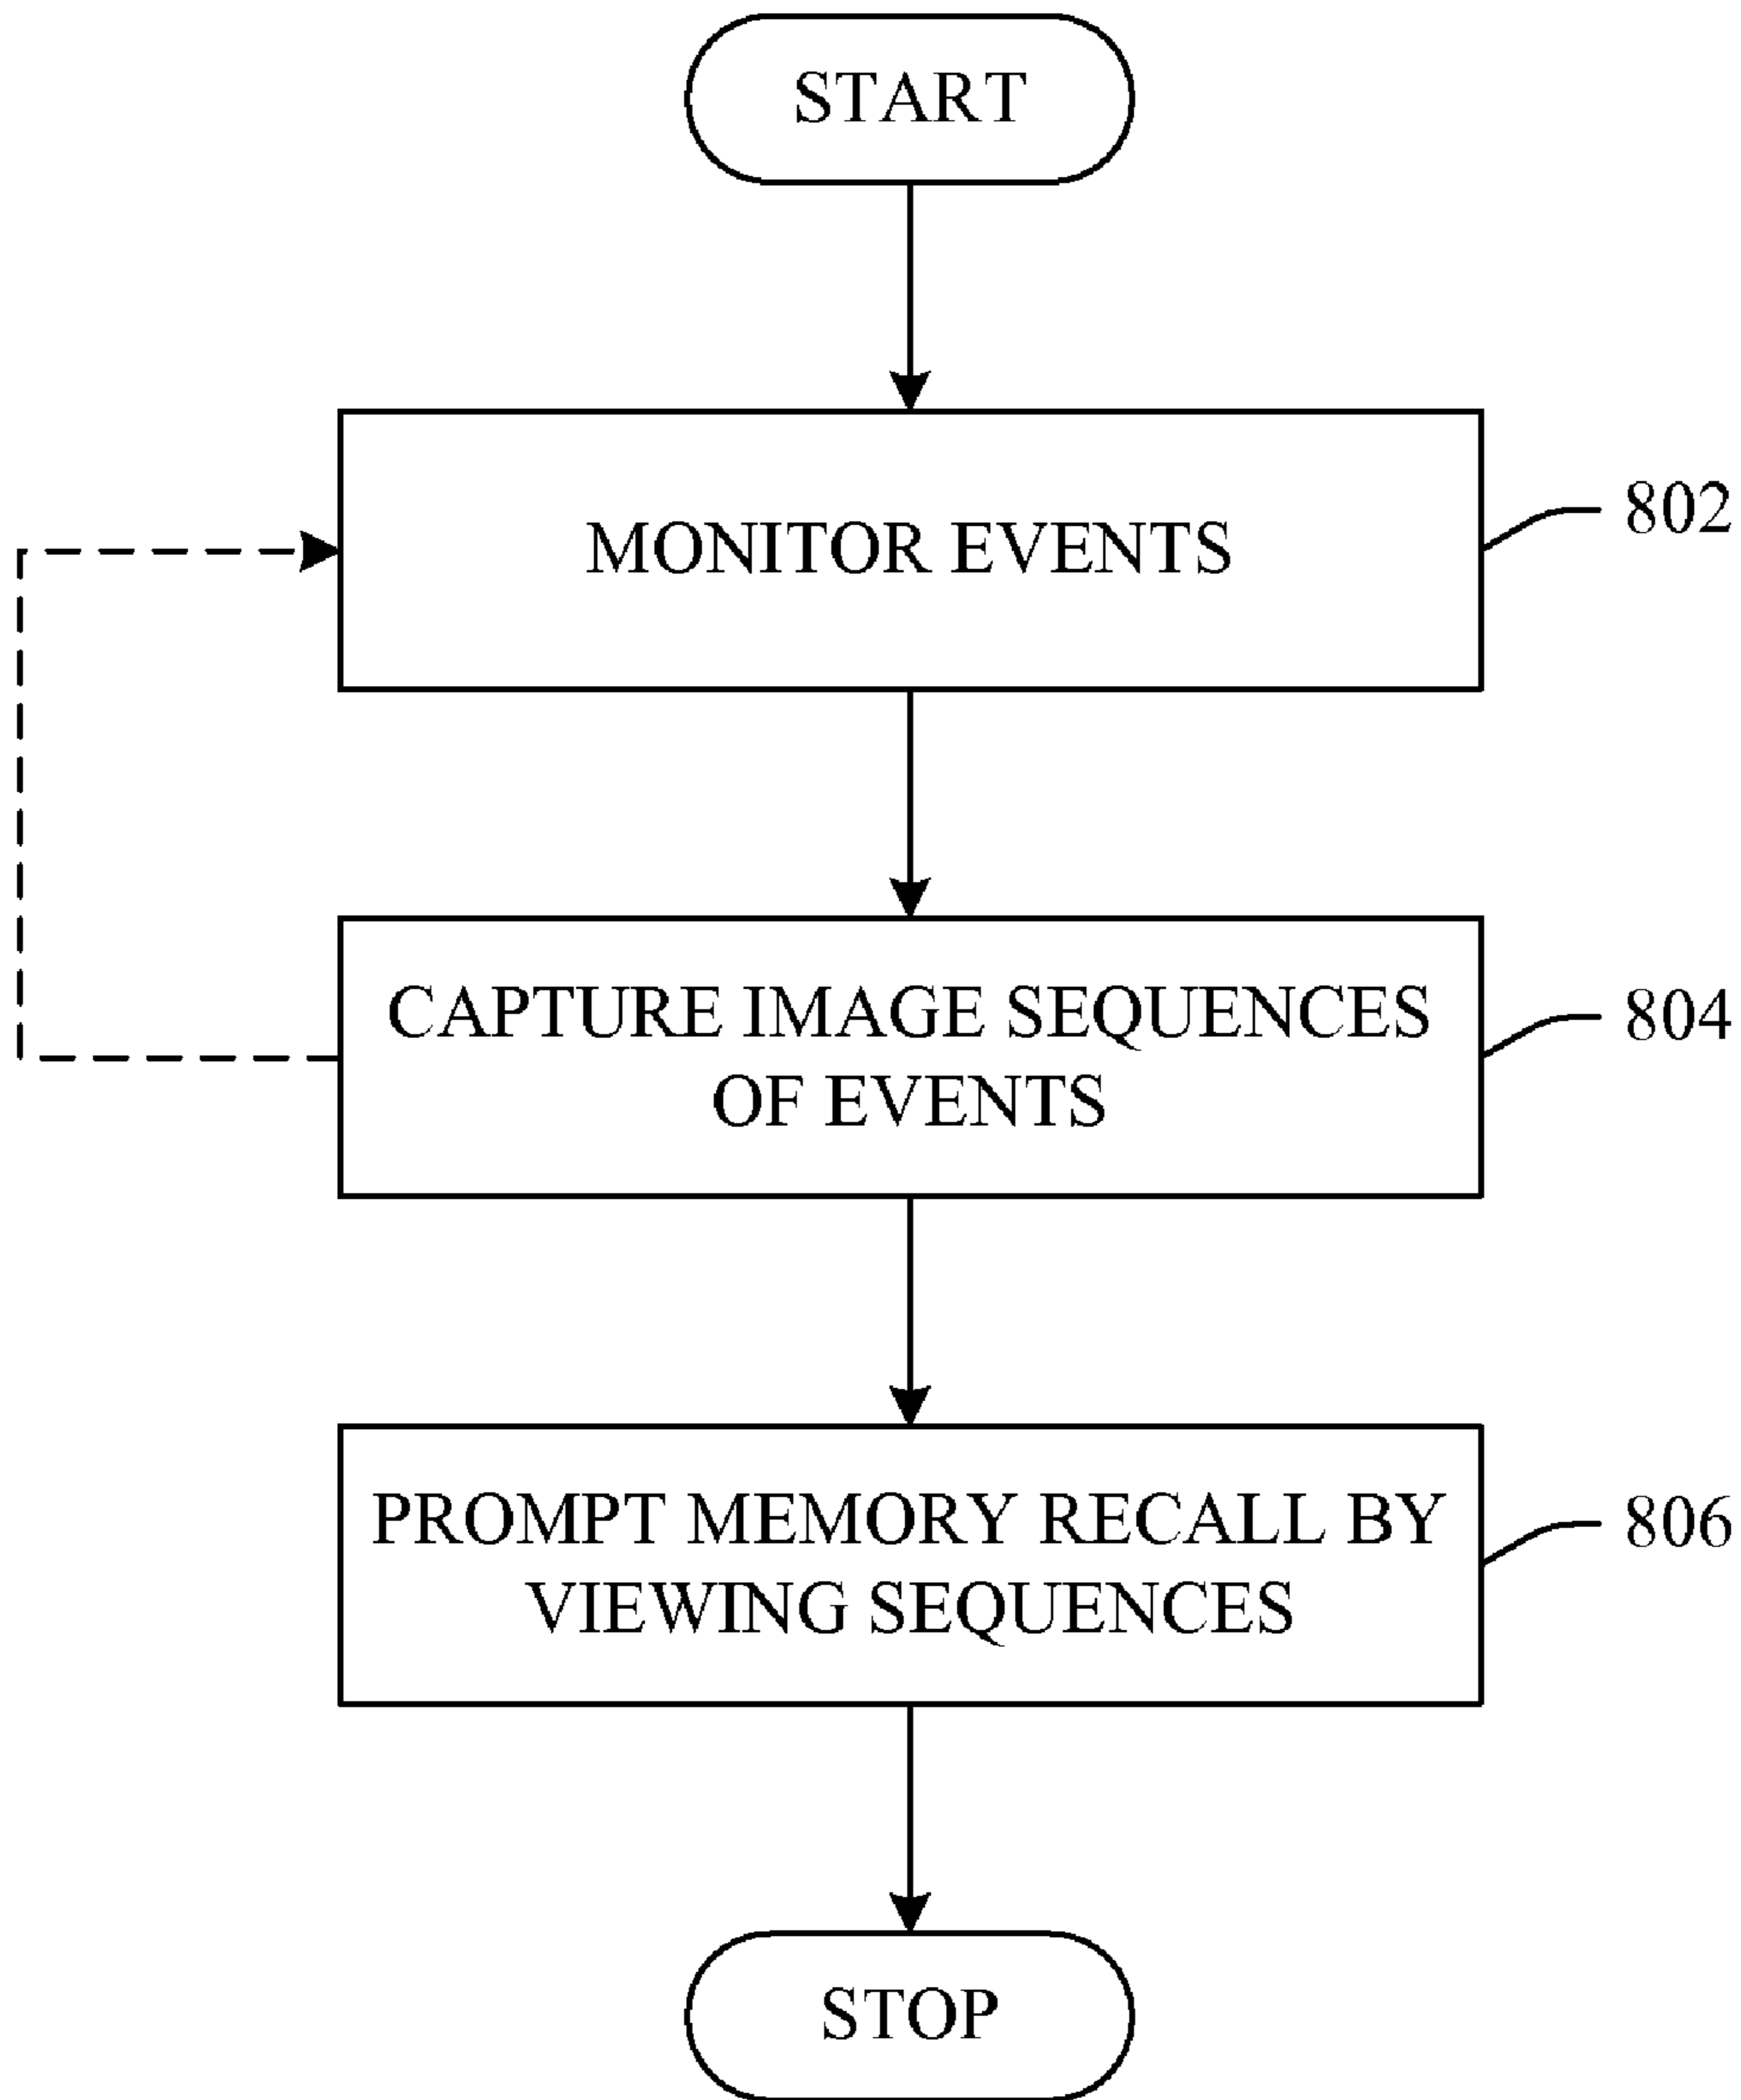 START
MONITOR EVENTS
802
CAPTURE IMAGE SEQUENCES
OF EVENTS
804
PROMPT MEMORY RECALL BY
VIEWING SEQUENCES
806
STOP